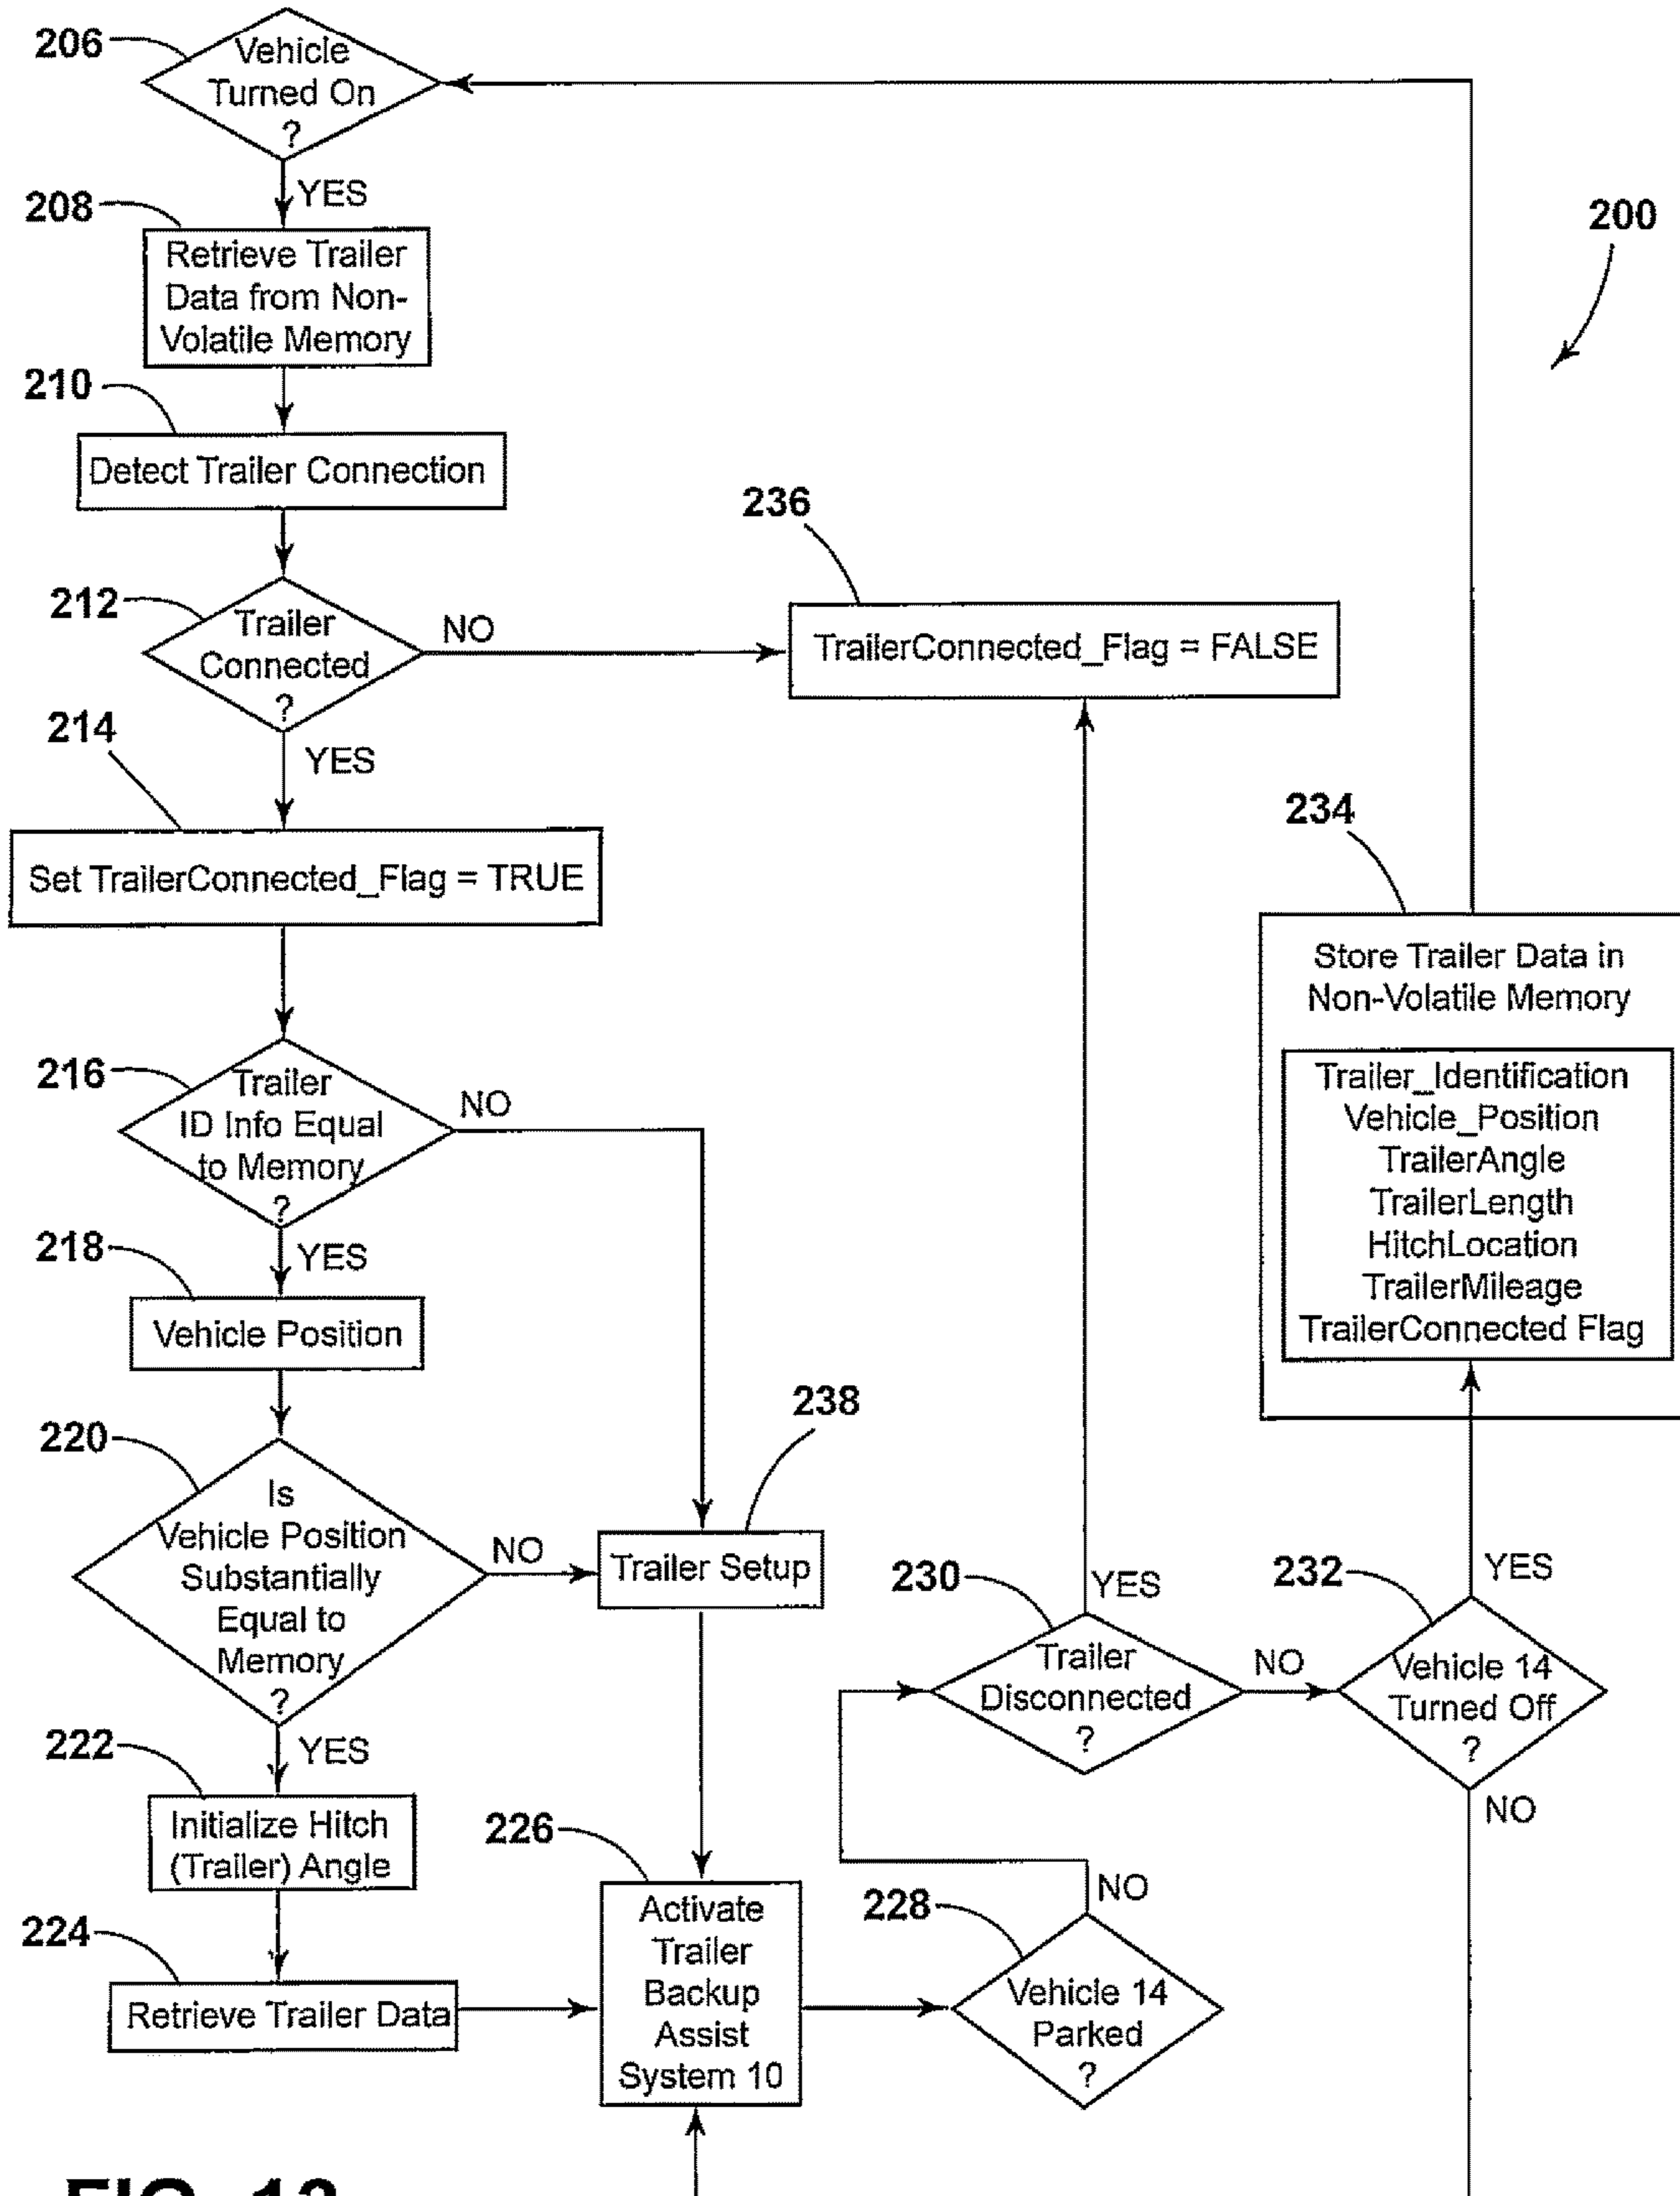 206
Vehicle
Turned On
?
YES
208
Retrieve Trailer
Data from Non-
Volatile Memory
200
210
Detect Trailer Connection
236
TrailerConnected_Flag = FALSE
212
Trailer
Connected
?
NO
YES
214
Set TrailerConnected_Flag = TRUE
234
Store Trailer Data in
Non-Volatile Memory
Trailer_Identification
Vehicle_Position
TrailerAngle
TrailerLength
HitchLocation
TrailerMileage
TrailerConnected Flag
216
Trailer
ID Info Equal
to Memory
?
NO
YES
218
Vehicle Position
220
Is
Vehicle Position
Substantially
Equal to
Memory
?
NO
YES
238
Trailer Setup
230
Trailer
Disconnected
?
YES
NO
232
Vehicle 14
Turned Off
?
YES
NO
222
Initialize Hitch
(Trailer) Angle
224
Retrieve Trailer Data
226
Activate
Trailer
Backup
Assist
System 10
228
Vehicle 14
Parked
?
NO